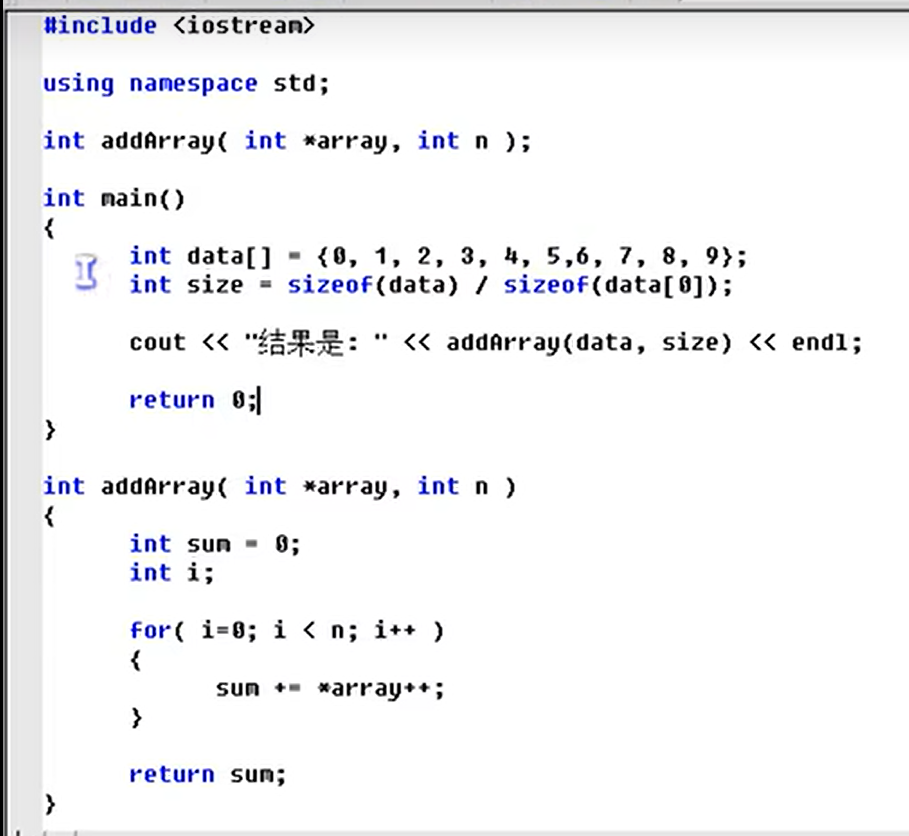 #include <iostream>
using namespace std;
int addArray( int *array, int n );
int main()
{
int data[] = {0, 1, 2, 3, 4, 5,6, 7, 8, 9};
int size = sizeof(data) / sizeof(data[0]);
cout << "结果是: " << addArray(data, size) << endl;
return 0;
}
int addArray( int *array, int n )
{
int sum = 0;
int i;
for( i=0; i < n; i++ )
{
sum += *array++;
}
return sum;
}